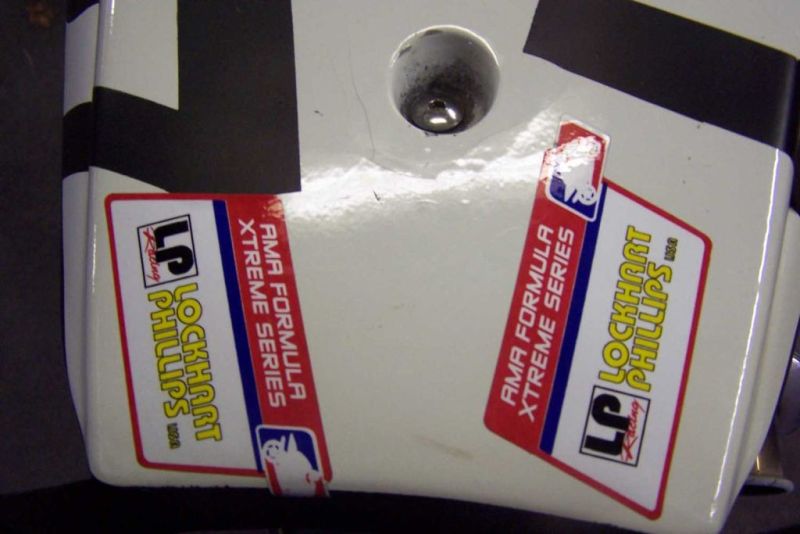 LP
Racing
LOCKHART
PHILLIPS USA
AMA FORMULA
XTREME SERIES
AMA FORMULA
XTREME SERIES
LOCKHART
PHILLIPS USA
LP
Racing